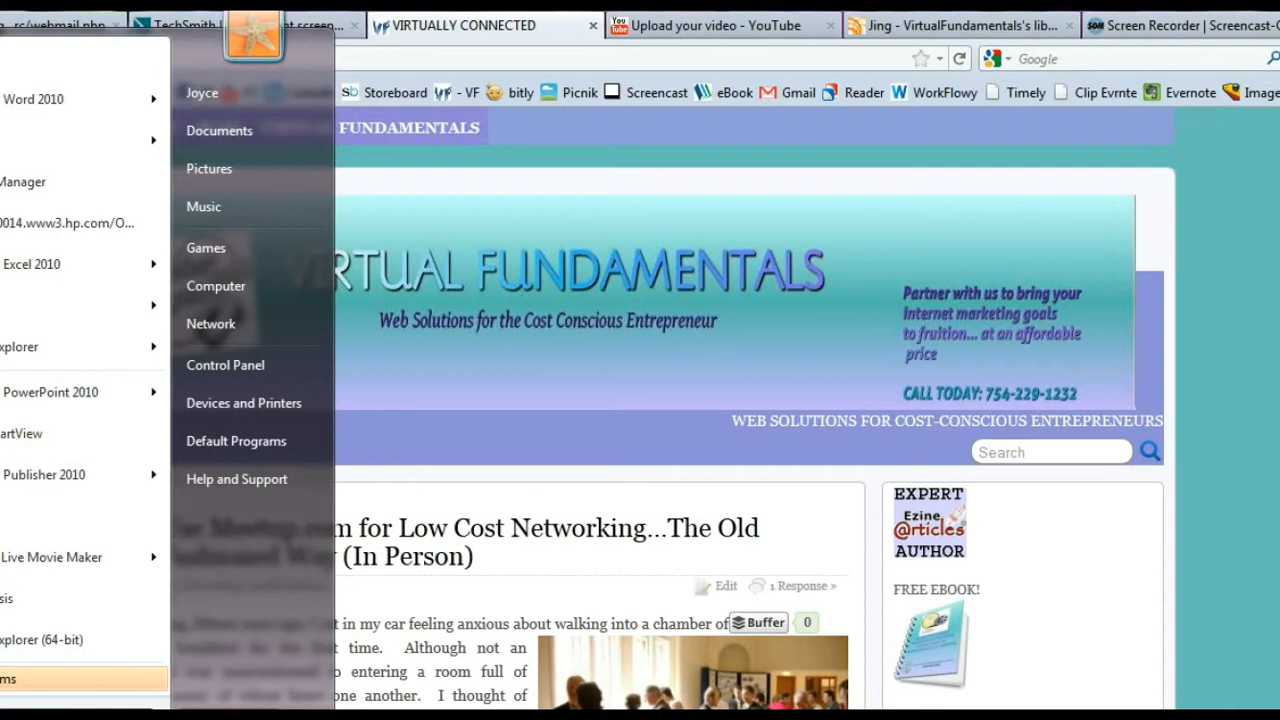 rc/webmail.php
TechSmith
VIRTUALLY CONNECTED
Upload your video - YouTube
Jing - VirtualFundamentals's lib...
Screen Recorder | Screencast-O
Google
Storeboard
- VF
bitly
Picnik
Screencast
eBook
Gmail
Reader
WorkFlowy
Timely
Clip Evrnte
Evernote
Image
Word 2010
Manager
0014.www3.hp.com/O...
Excel 2010
xplorer
PowerPoint 2010
artView
Publisher 2010
Live Movie Maker
sis
xplorer (64-bit)
ms
Joyce
Documents
Pictures
Music
Games
Computer
Network
Control Panel
Devices and Printers
Default Programs
Help and Support
FUNDAMENTALS
RTUAL FUNDAMENTALS
Web Solutions for the Cost Conscious Entrepreneur
Partner with us to bring your
internet marketing goals
to fruition... at an affordable
price
CALL TODAY: 754-229-1232
WEB SOLUTIONS FOR COST-CONSCIOUS ENTREPRENEURS
Search
m for Low Cost Networking...The Old
(In Person)
Edit
1 Response »
t in my car feeling anxious about walking into a chamber of
Buffer
0
time. Although not an
o entering a room full of
one another. I thought of
EXPERT
Ezine
@rticles
AUTHOR
FREE EBOOK!